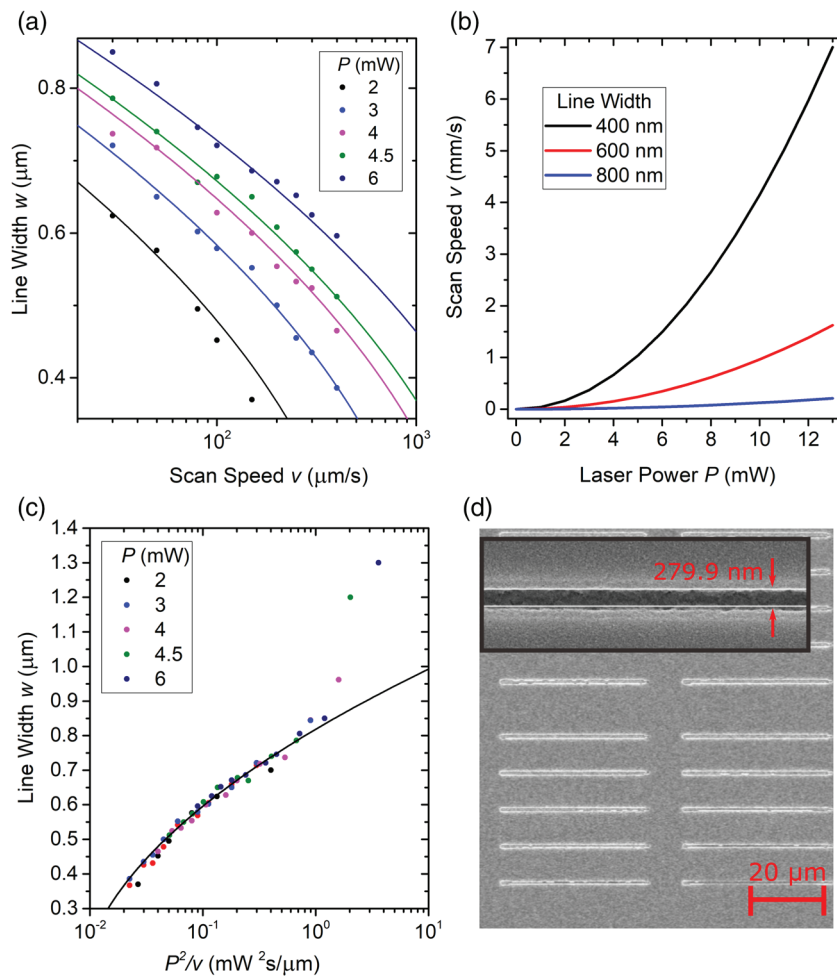 (a)
P (mW)
2
3
4
4.5
6
0.8
0.6
0.4
Line Width w (μm)
10²
10³
Scan Speed v (μm/s)
(b)
Line Width
400 nm
600 nm
800 nm
7
6
5
4
3
2
1
0
Scan Speed v (mm/s)
0
2
4
6
8
10
12
Laser Power P (mW)
(c)
P (mW)
2
3
4
4.5
6
1.4
1.3
1.2
1.1
1.0
0.9
0.8
0.7
0.6
0.5
0.4
0.3
Line Width w (μm)
10⁻²
10⁻¹
10⁰
10¹
P²/v (mW ²s/μm)
(d)
279.9 nm
20 μm